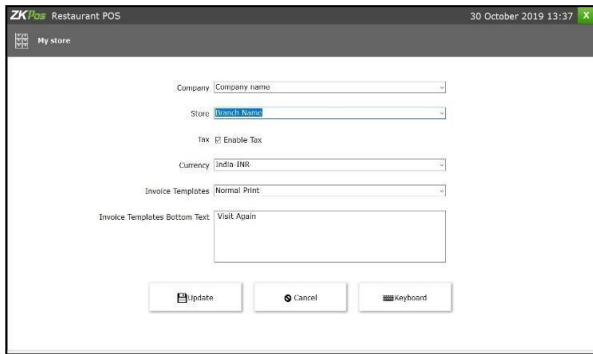 ZKPos Restaurant POS 30 October 2019 13:37 X
My store
Company Company name
Store Branch Name
Tax Enable Tax
Currency India-INR
Invoice Templates Normal Print
Invoice Templates Bottom Text Visit Again
Update Cancel Keyboard